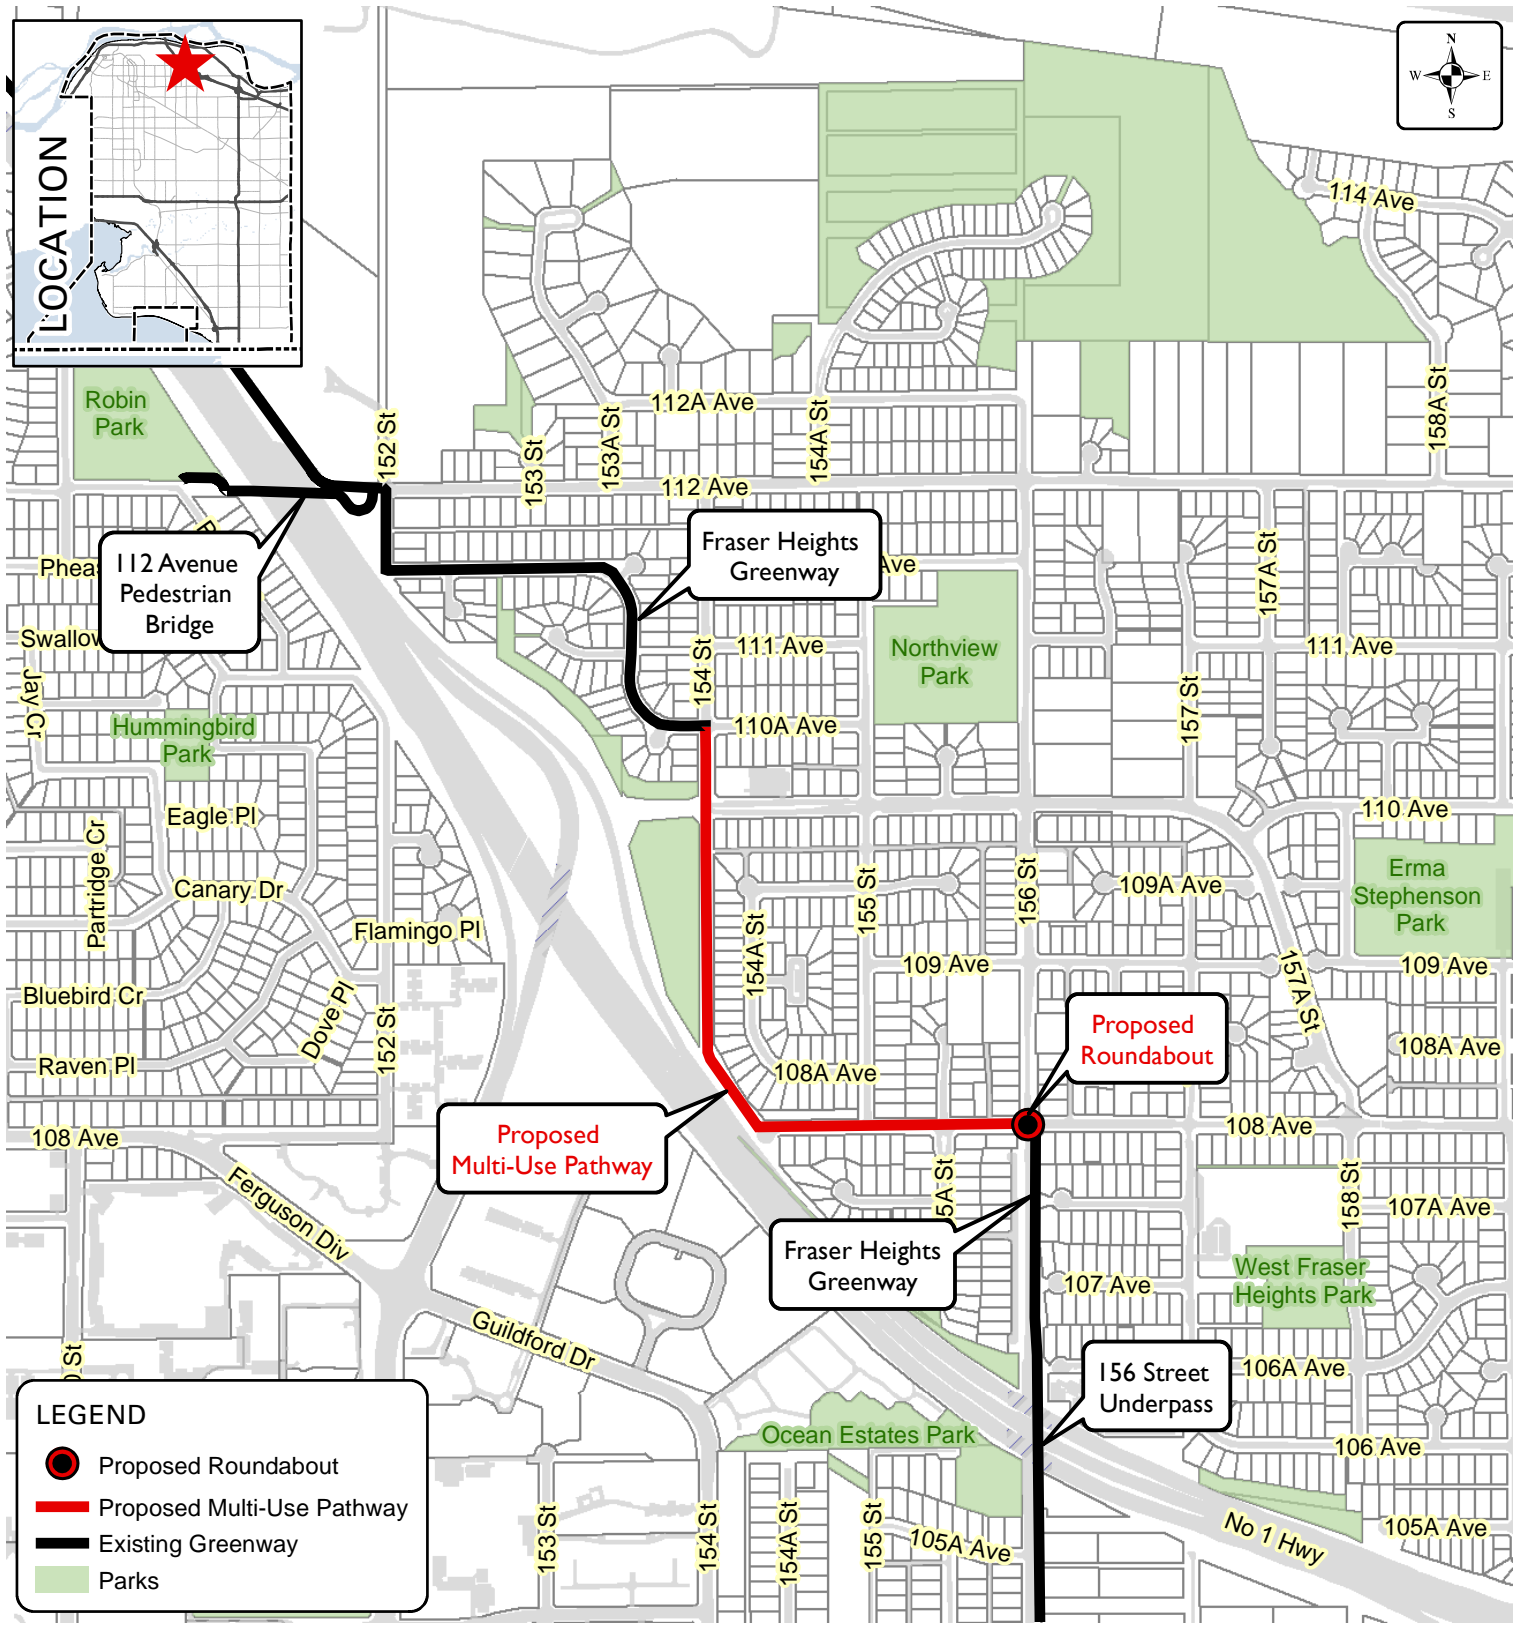 LOCATION
N
W
E
S
114 Ave
158A St
Robin
Park
152 St
112A Ave
153 St
153A St
154A St
112 Ave
112 Avenue
Pedestrian
Bridge
Fraser Heights
Greenway
Ave
157A St
Swallow
Jay Cr
154 St
111 Ave
Northview
Park
111 Ave
157 St
Hummingbird
Park
110A Ave
110 Ave
Eagle Pl
Partridge Cr
Canary Dr
Flamingo Pl
154A St
155 St
156 St
109A Ave
Erma
Stephenson
Park
109 Ave
157A St
109 Ave
Bluebird Cr
Dove Pl
152 St
Raven Pl
Proposed
Roundabout
108A Ave
108A Ave
108 Ave
Proposed
Multi-Use Pathway
108 Ave
Ferguson Div
5A St
158 St
107A Ave
Fraser Heights
Greenway
107 Ave
West Fraser
Heights Park
Guildford Dr
156 Street
Underpass
106A Ave
Ocean Estates Park
106 Ave
153 St
154 St
154A St
155 St
105A Ave
No 1 Hwy
105A Ave
St
LEGEND
Proposed Roundabout
Proposed Multi-Use Pathway
Existing Greenway
Parks